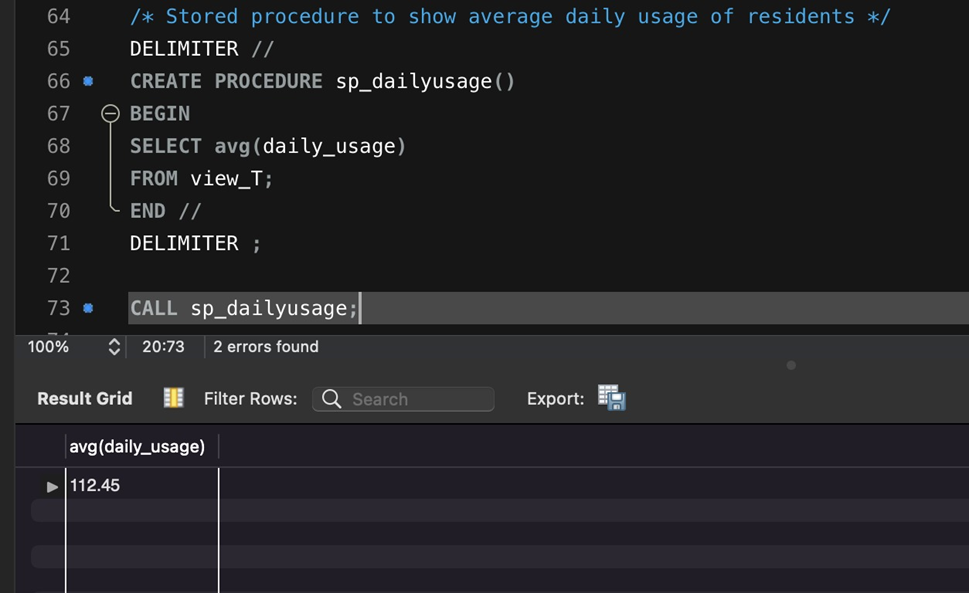 64 /* Stored procedure to show average daily usage of residents */
65 DELIMITER //
66 CREATE PROCEDURE sp_dailyusage()
67 BEGIN
68 SELECT avg(daily_usage)
69 FROM view_T;
70 END //
71 DELIMITER ;
72
73 CALL sp_dailyusage;
100% 20:73 2 errors found
Result Grid Filter Rows: Search Export:
avg(daily_usage)
112.45